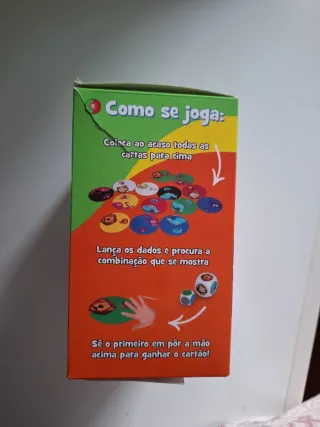 Como se joga:
Coloca ao acaso todas as
cartas para cima
Lança os dados e procura a
combinação que se mostra
Sê o primeiro em pôr a mão
acima para ganhar o cartão!